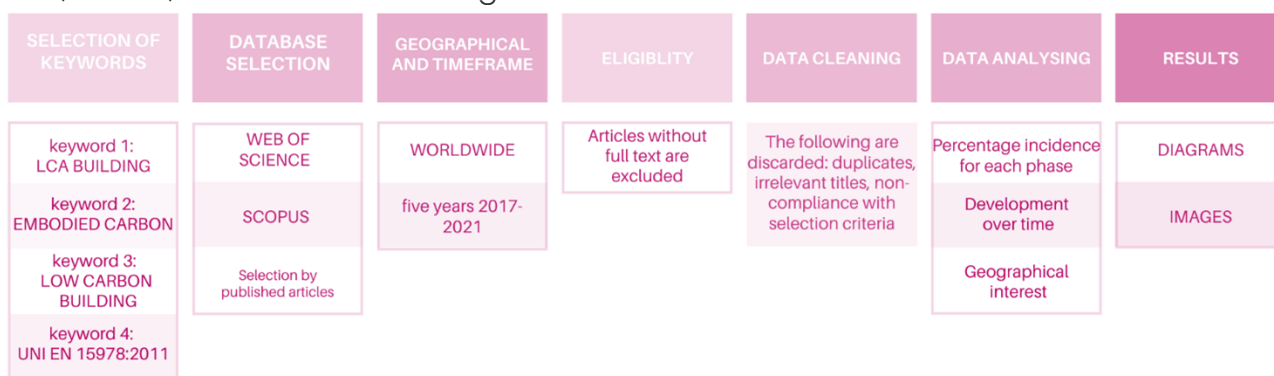 SELECTION OF
KEYWORDS
DATABASE
SELECTION
GEOGRAPHICAL
AND TIMEFRAME
ELIGIBLITY
DATA CLEANING
DATA ANALYSING
RESULTS
keyword 1:
LCA BUILDING
keyword 2:
EMBODIED CARBON
keyword 3:
LOW CARBON
BUILDING
keyword 4:
UNI EN 15978:2011
WEB OF
SCIENCE
SCOPUS
Selection by
published articles
WORLDWIDE
five years 2017-
2021
Articles without
full text are
excluded
The following are
discarded: duplicates,
irrelevant titles, non-
compliance with
selection criteria
Percentage incidence
for each phase
Development
over time
Geographical
interest
DIAGRAMS
IMAGES